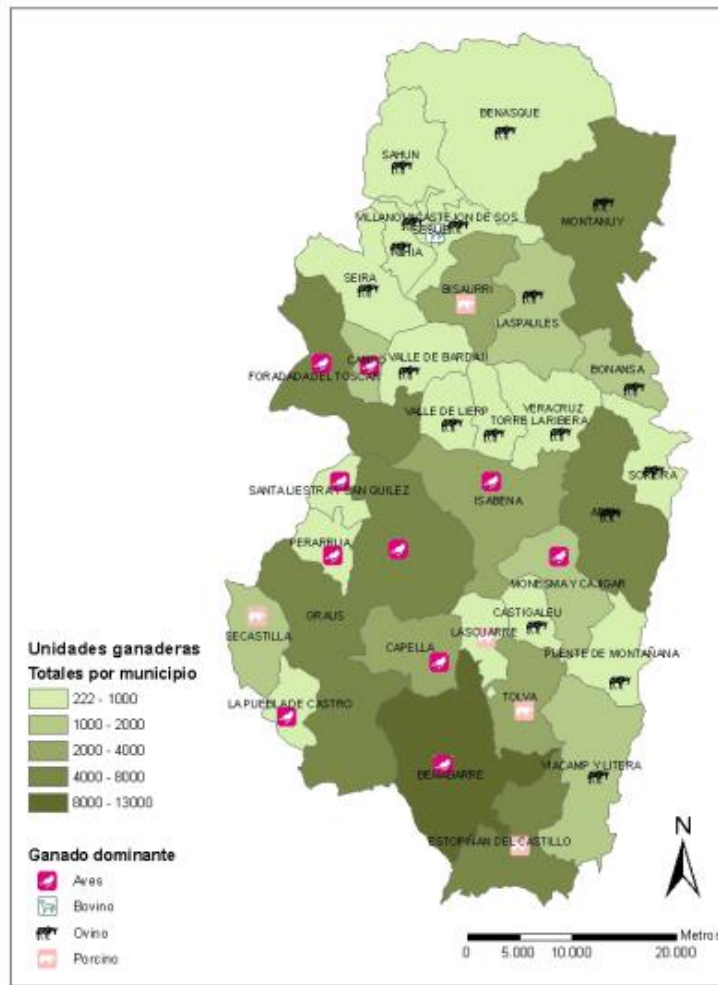 BENASQUE
SAHUN
MONTANUY
CASTEJON DE SOS
SEIRA
BISAURRI
LASPAULES
VALLE DE BARDAJI
BONANSA
FORADADA DEL TOSCAR
VALLE DE LIERP
VERACRUZ
TORRE LA RIBERA
SANTA LIESTRA Y SAN QUILEZ
ISABENA
MONESMA Y CAJIGAR
GRAUS
CASTIGALEU
SECASTILLA
LASCUARRE
CAPELLA
PUENTE DE MONTAÑANA
TOLVA
LA PUEBLA DE CASTRO
VIACAMP Y LITERA
ESTOPIÑAN DEL CASTILLO
Unidades ganaderas
Totales por municipio
222 - 1000
1000 - 2000
2000 - 4000
4000 - 8000
8000 - 13000
Ganado dominante
Aves
Bovino
Ovino
Porcino
N
Metros
0 5.000 10.000 20.000